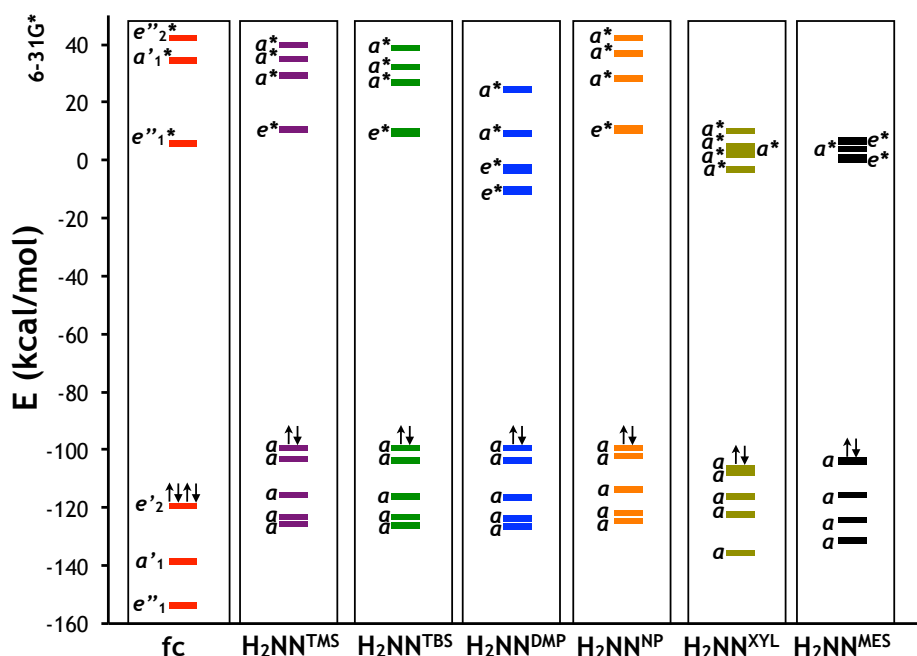 6-31G*
E (kcal/mol)
40
20
0
-20
-40
-60
-80
-100
-120
-140
-160
e”₂*
a’₁*
e”₁*
e’₂
a’₁
e”₁
fc
a*
a*
a*
e*
a
a
a
a
a
H₂NNᵀᴹˢ
a*
a*
a*
e*
a
a
a
a
a
H₂NNᵀᴮˢ
a*
a*
e*
e*
a
a
a
a
a
H₂NNᴰᴹᴾ
a*
a*
a*
e*
a
a
a
a
a
H₂NNᴺᴾ
a*
a*
a* a*
a*
a
a
a
a
a
H₂NNˣʸᴸ
e*
a*
e*
a
a
a
a
H₂NNᴹᴱˢ